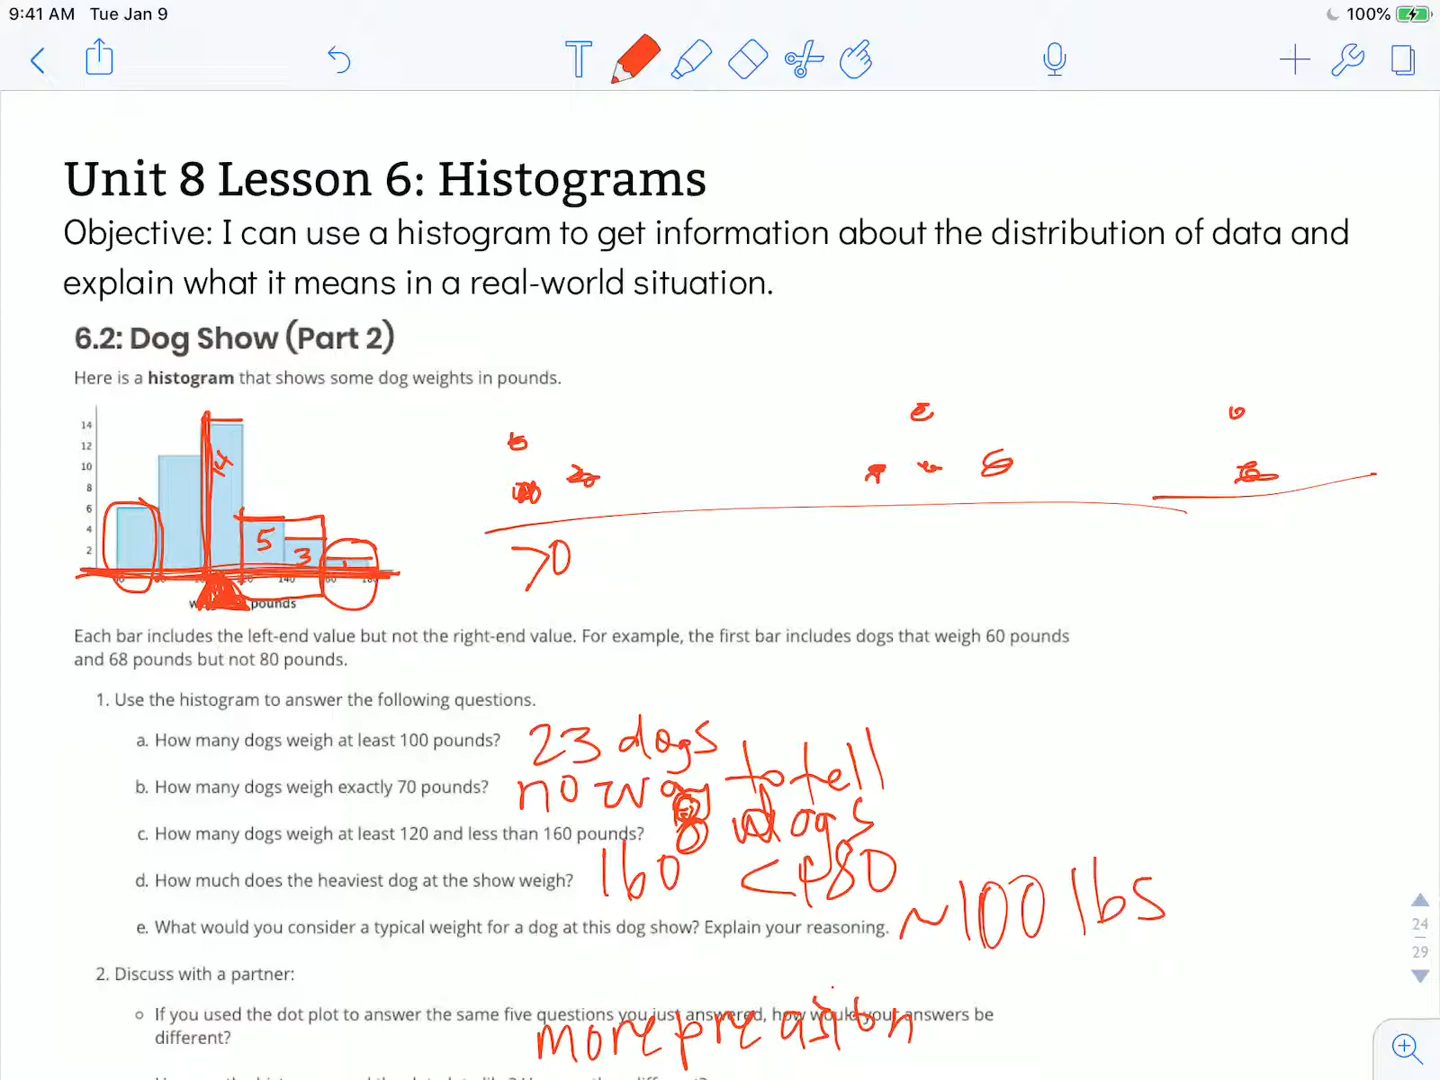 9:41 AM Tue Jan 9
100%
T
Unit 8 Lesson 6: Histograms
Objective: I can use a histogram to get information about the distribution of data and
explain what it means in a real-world situation.
6.2: Dog Show (Part 2)
Here is a histogram that shows some dog weights in pounds.
14
12
10
8
6
4
2
14
5
3
140
pounds
70
Each bar includes the left-end value but not the right-end value. For example, the first bar includes dogs that weigh 60 pounds
and 68 pounds but not 80 pounds.
1. Use the histogram to answer the following questions.
a. How many dogs weigh at least 100 pounds? 23 dogs
b. How many dogs weigh exactly 70 pounds? no way to tell
c. How many dogs weigh at least 120 and less than 160 pounds? 8 dogs
d. How much does the heaviest dog at the show weigh? 160 <180
e. What would you consider a typical weight for a dog at this dog show? Explain your reasoning. ~100 lbs
2. Discuss with a partner:
If you used the dot plot to answer the same five questions you just answered, how would your answers be
different? more
24
29